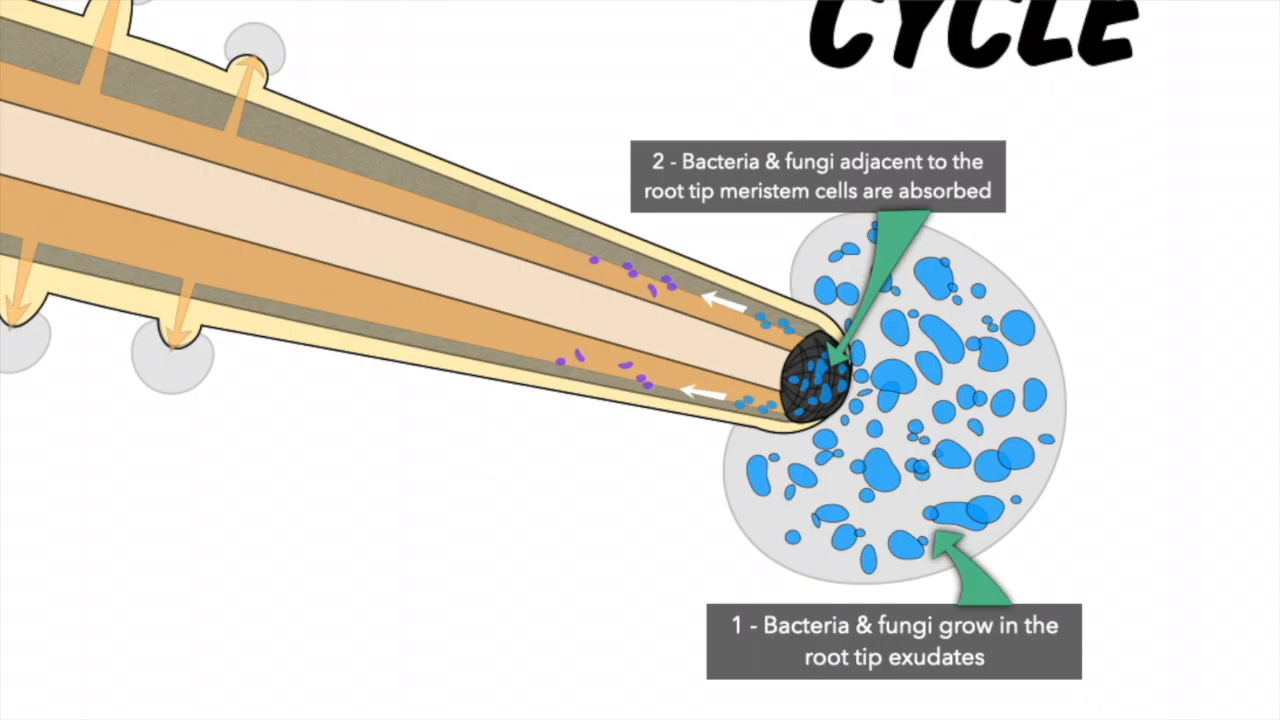 CYCLE
2 - Bacteria & fungi adjacent to the
root tip meristem cells are absorbed
1 - Bacteria & fungi grow in the
root tip exudates